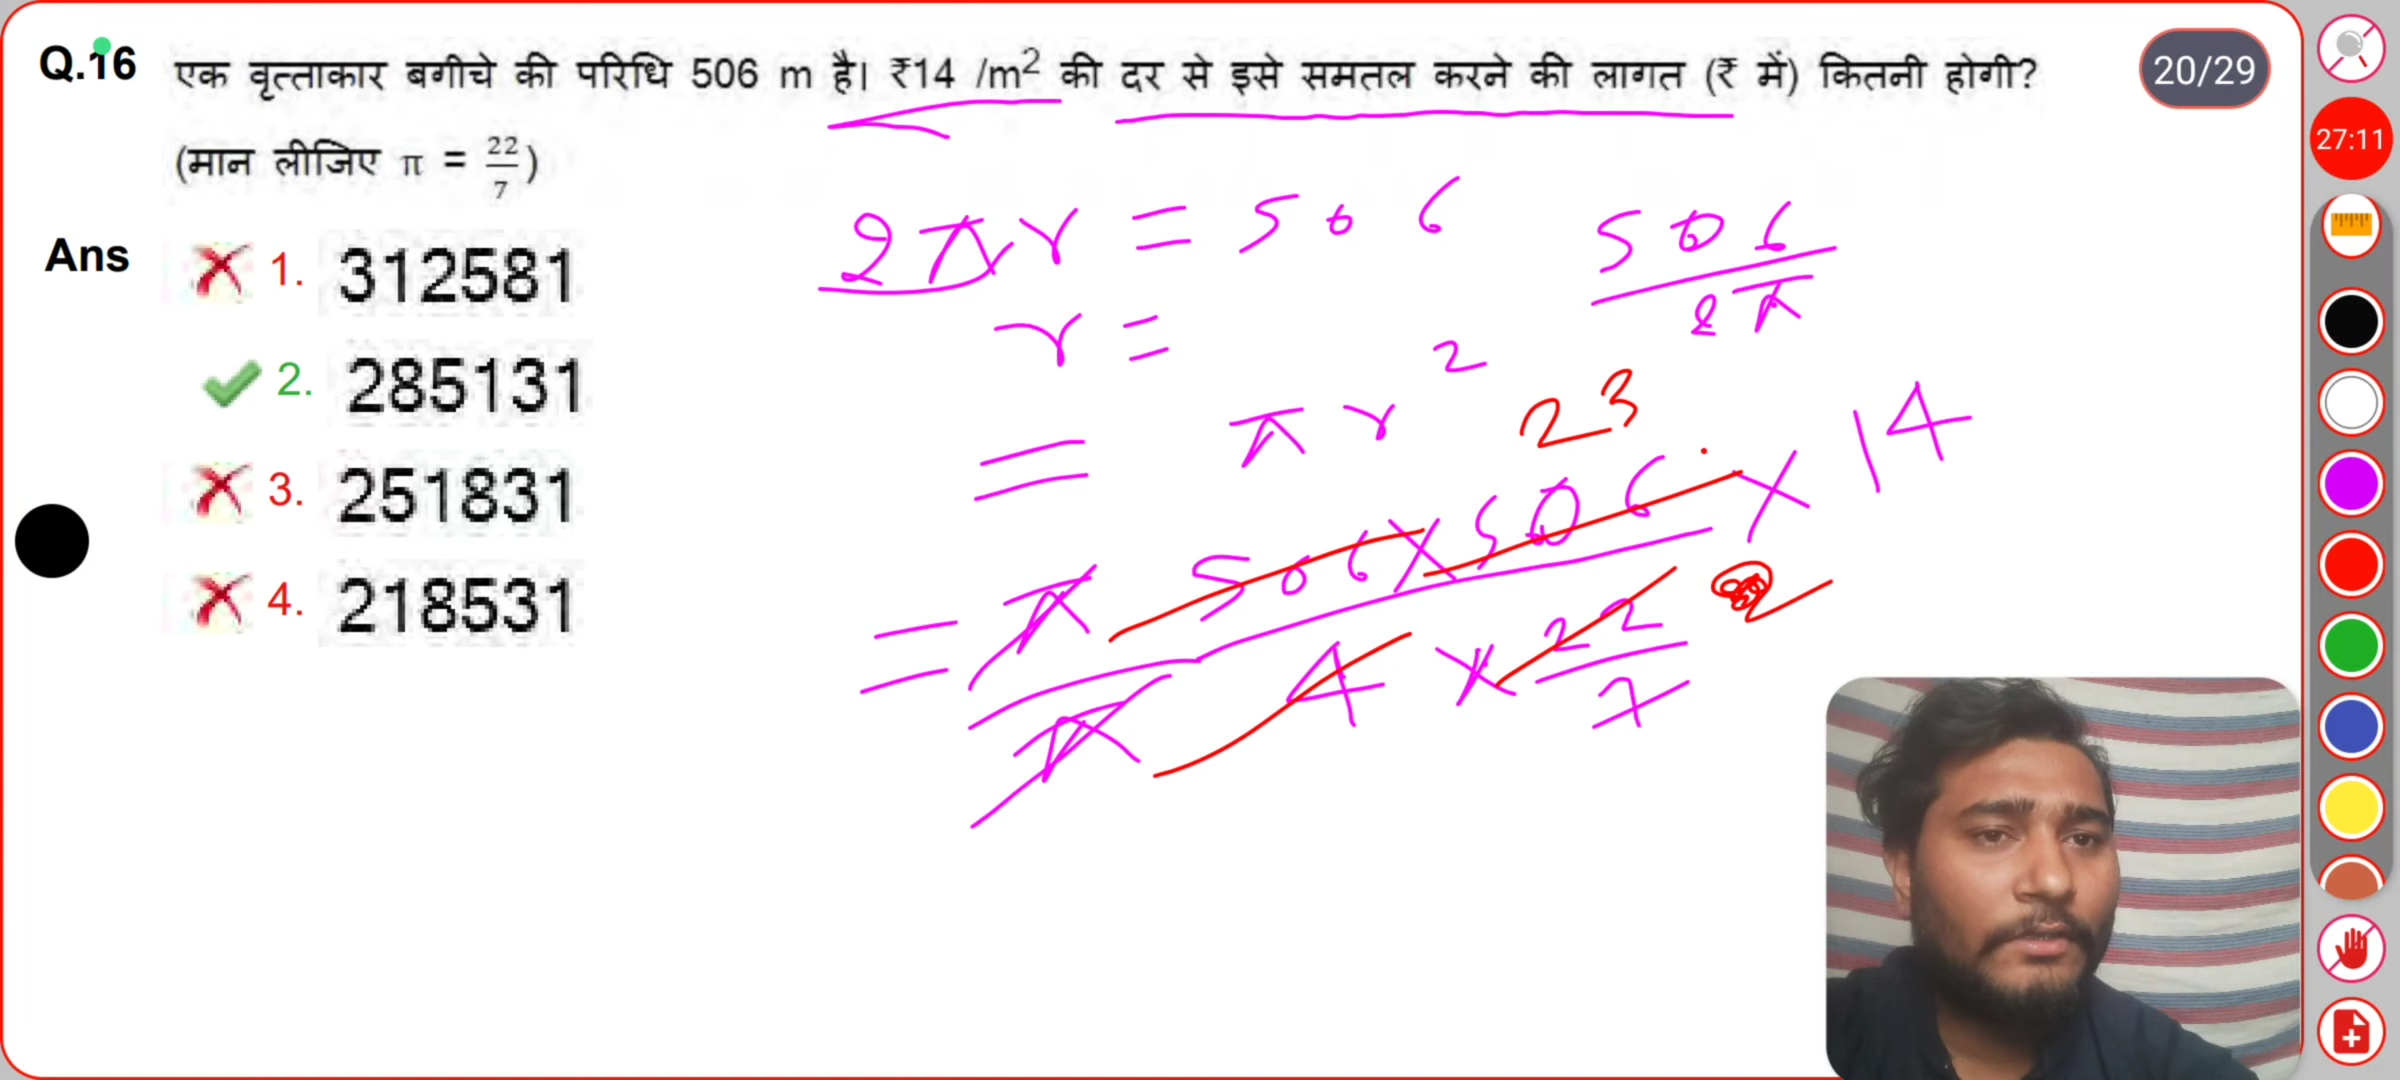 Q.16 एक वृत्ताकार बगीचे की परिधि 506 m है। ₹14 /m² की दर से इसे समतल करने की लागत (₹ में) कितनी होगी?
20/29
27:11
(मान लीजिए π = 22/7)
Ans
1. 312581
2. 285131
3. 251831
4. 218531
2πr = 506
506/2π
r =
= πr²
23
= π 506 × 506 × 14
π 4 × 22/7